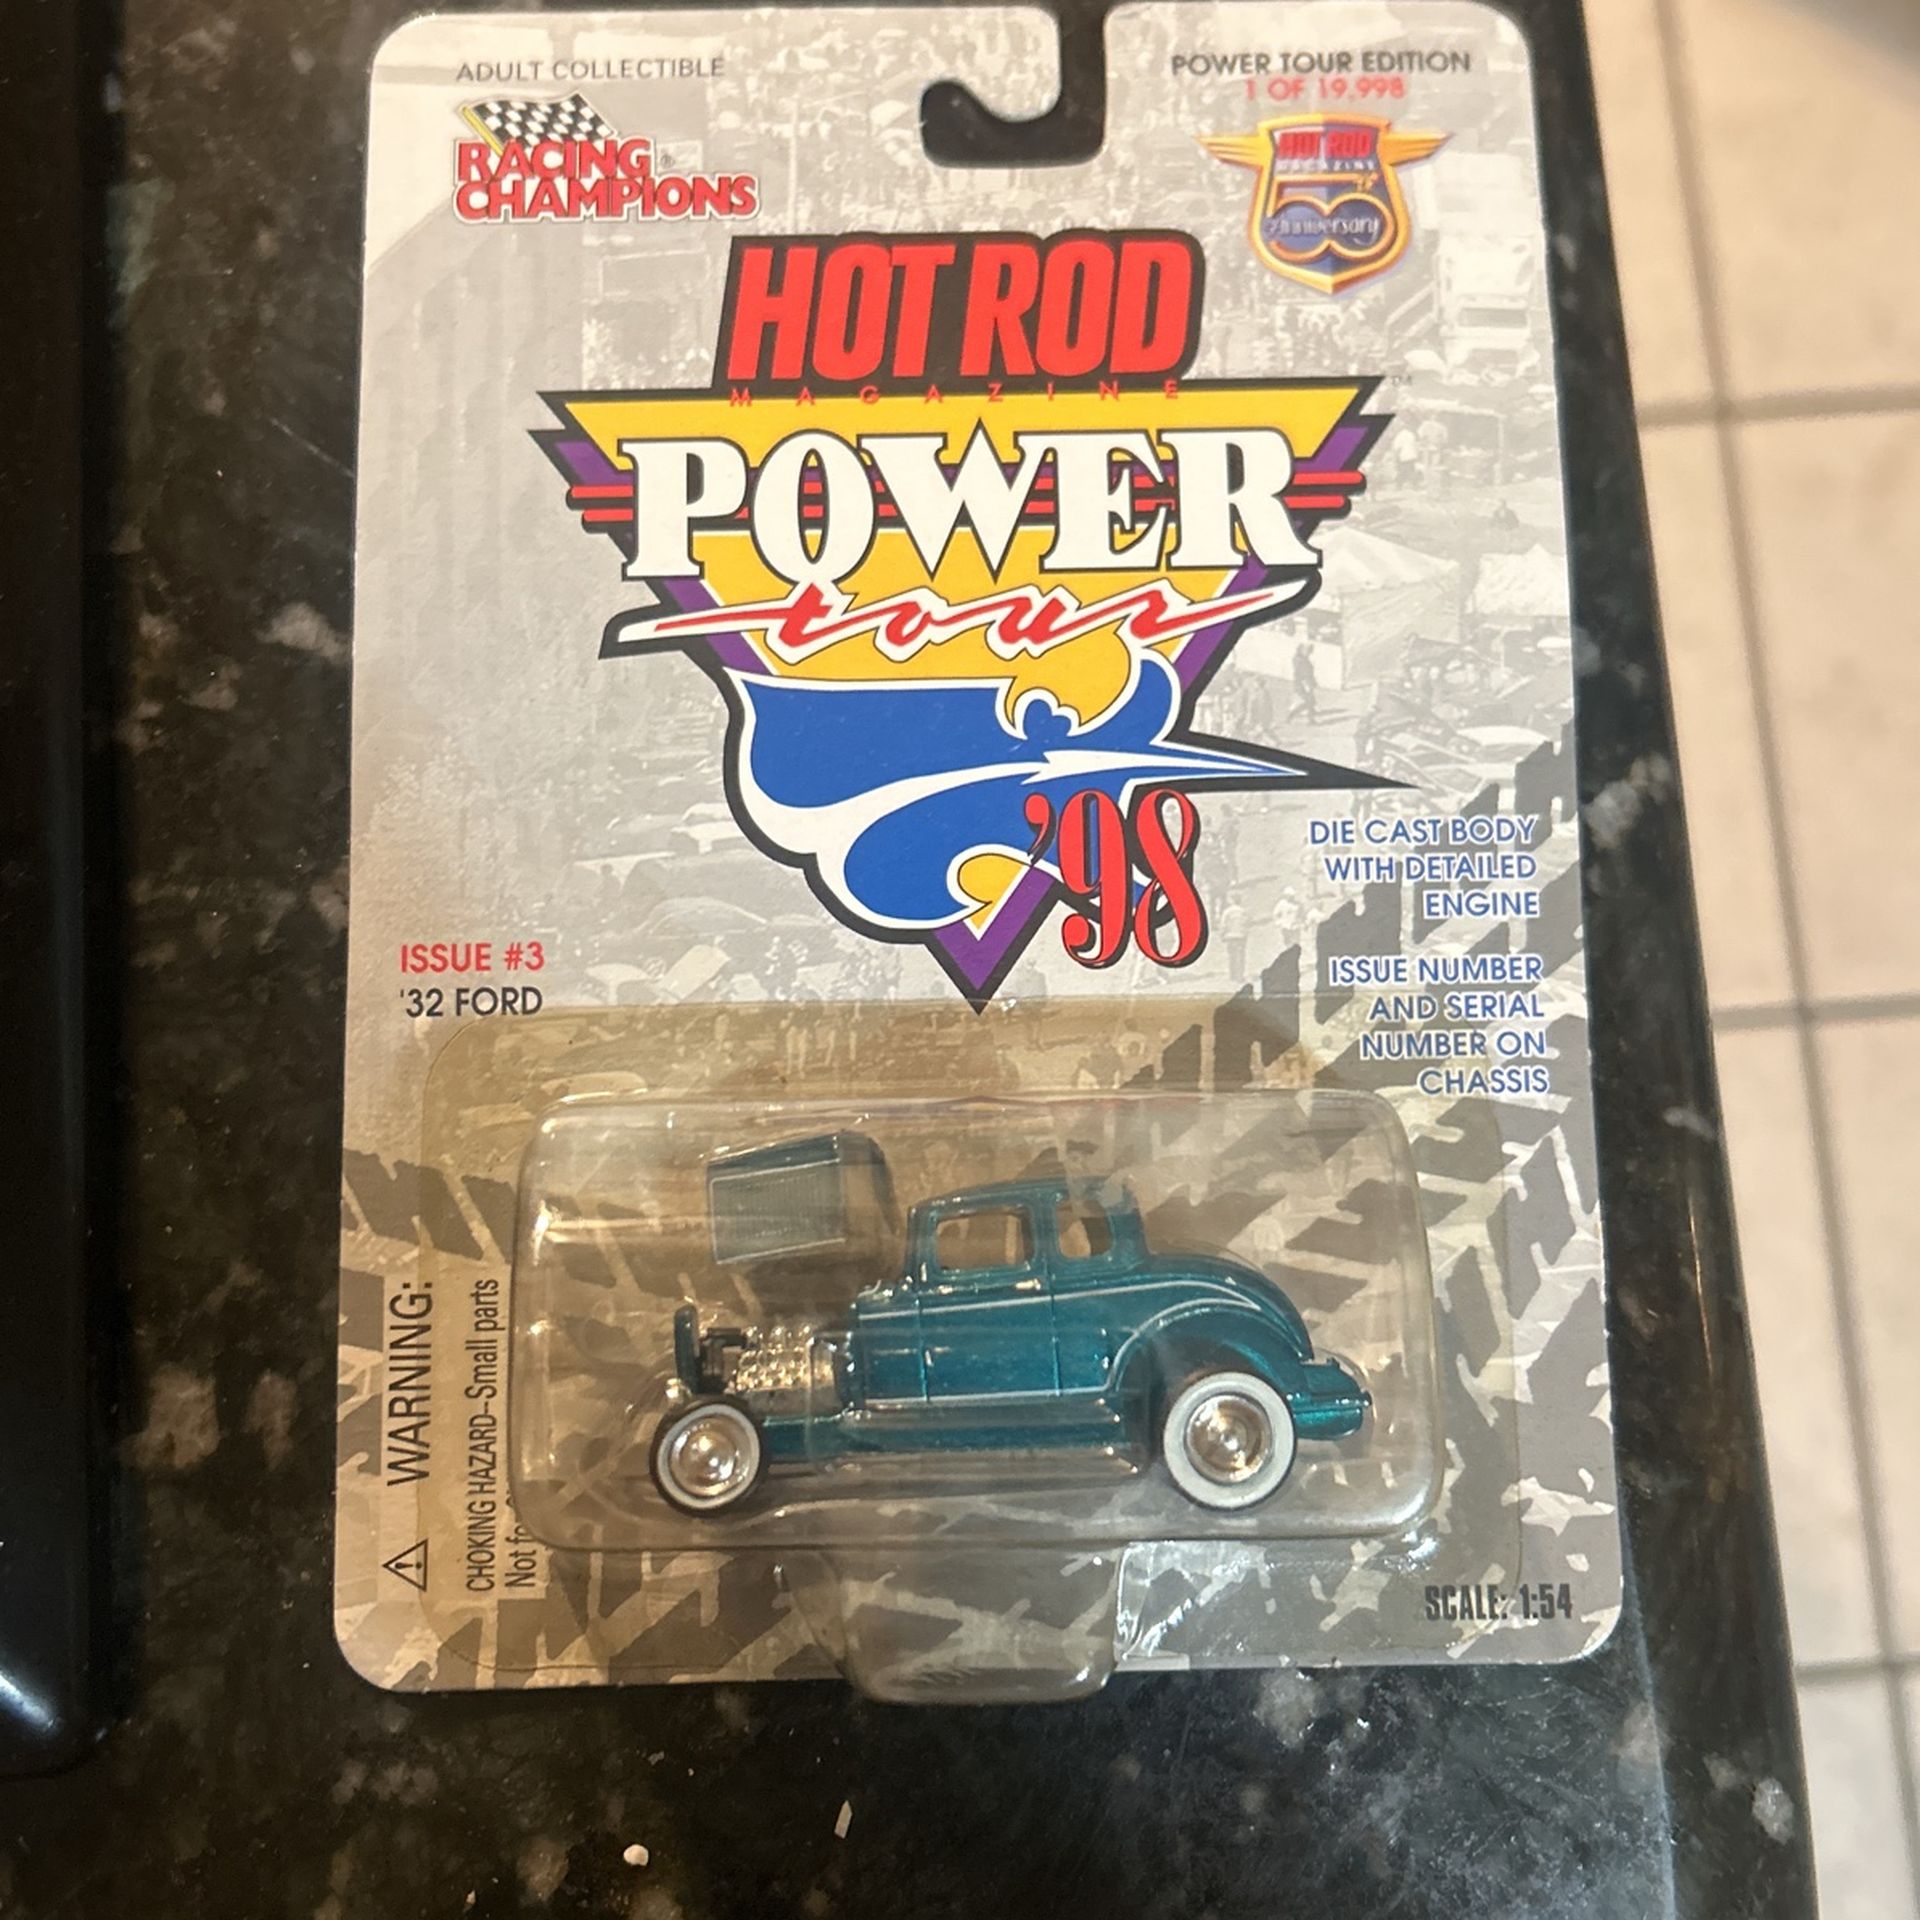 ADULT COLLECTIBLE
RACING
CHAMPIONS®
POWER TOUR EDITION
1 OF 19,998
HOT ROD
MAGAZINE
50TH
Anniversary
HOT ROD
MAGAZINE
POWER
tour
'98
DIE CAST BODY
WITH DETAILED
ENGINE
ISSUE #3
'32 FORD
ISSUE NUMBER
AND SERIAL
NUMBER ON
CHASSIS
WARNING:
CHOKING HAZARD-Small parts
Not
SCALE: 1:54